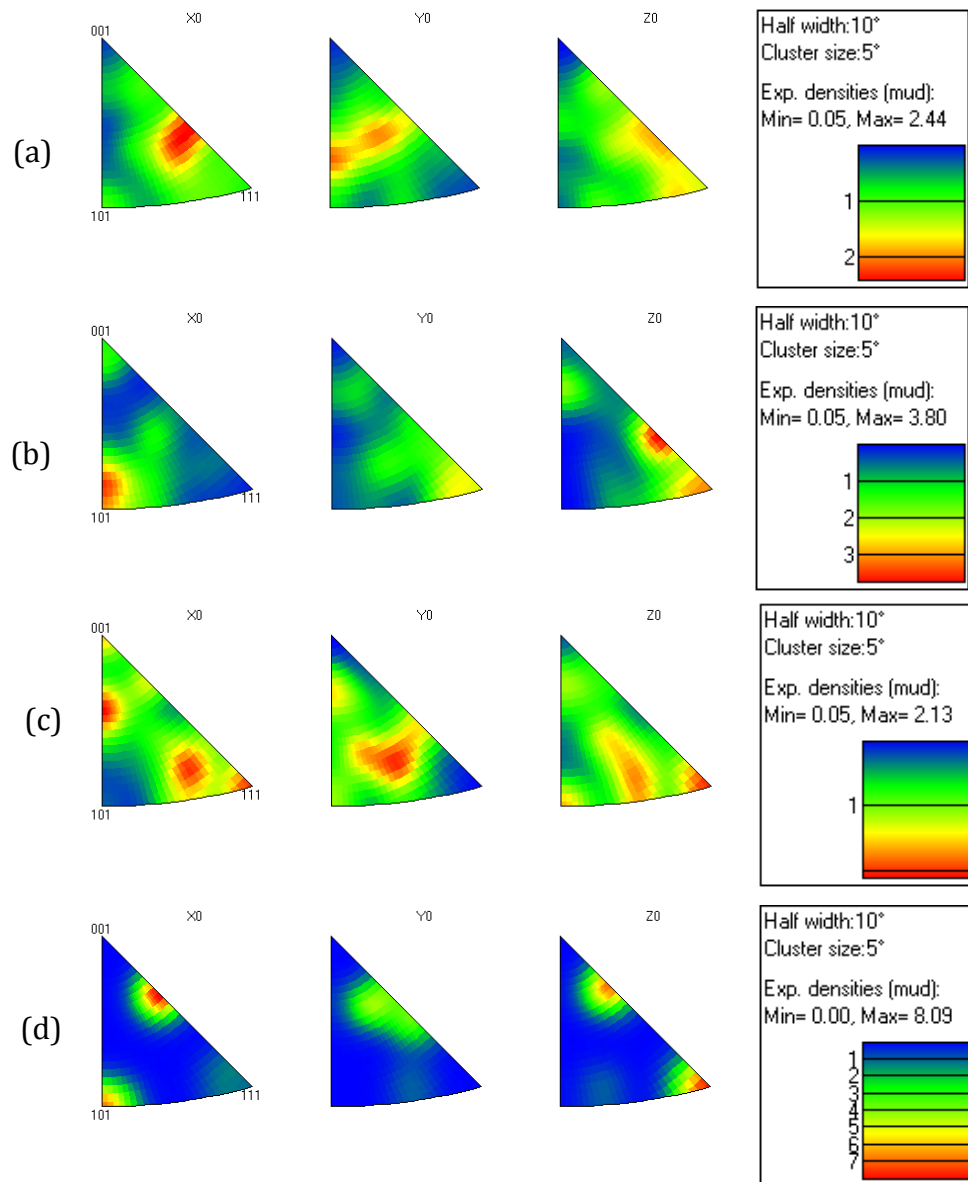 X0 Y0 Z0
001
(a)
101
111
Half width:10°
Cluster size:5°
Exp. densities (mud):
Min= 0.05, Max= 2.44
1
2
X0 Y0 Z0
001
(b)
101
111
Half width:10°
Cluster size:5°
Exp. densities (mud):
Min= 0.05, Max= 3.80
1
2
3
X0 Y0 Z0
001
(c)
101
111
Half width:10°
Cluster size:5°
Exp. densities (mud):
Min= 0.05, Max= 2.13
1
X0 Y0 Z0
001
(d)
101
111
Half width:10°
Cluster size:5°
Exp. densities (mud):
Min= 0.00, Max= 8.09
1
2
3
4
5
6
7